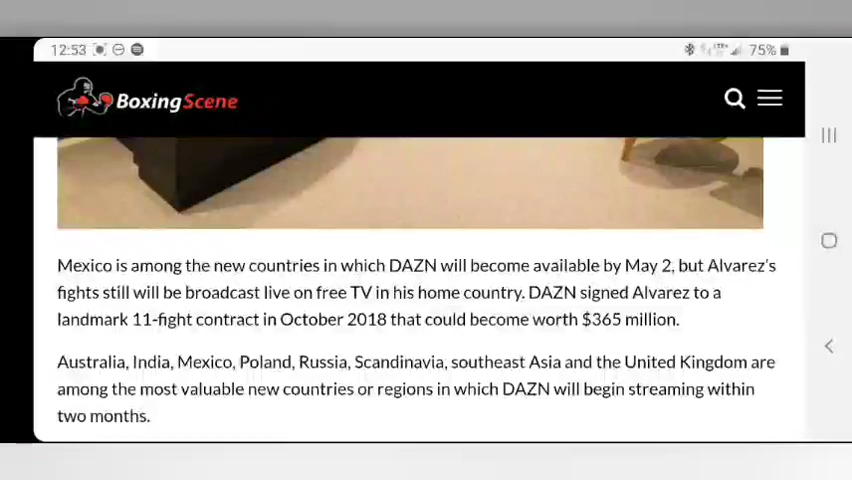 12:53
75%
BoxingScene
Mexico is among the new countries in which DAZN will become available by May 2, but Alvarez's
fights still will be broadcast live on free TV in his home country. DAZN signed Alvarez to a
landmark 11-fight contract in October 2018 that could become worth $365 million.
Australia, India, Mexico, Poland, Russia, Scandinavia, southeast Asia and the United Kingdom are
among the most valuable new countries or regions in which DAZN will begin streaming within
two months.